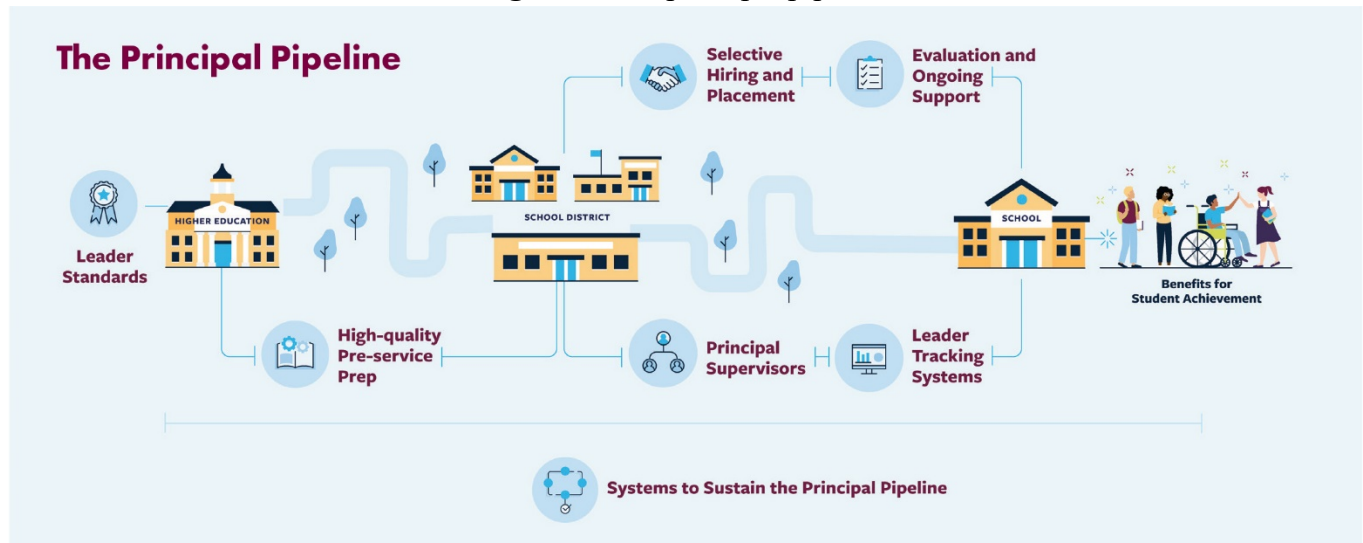 The Principal Pipeline
Selective
Hiring and
Placement
Evaluation and
Ongoing
Support
HIGHER EDUCATION
SCHOOL DISTRICT
SCHOOL
Leader
Standards
Benefits for
Student Achievement
High-quality
Pre-service
Prep
Principal
Supervisors
Leader
Tracking
Systems
Systems to Sustain the Principal Pipeline